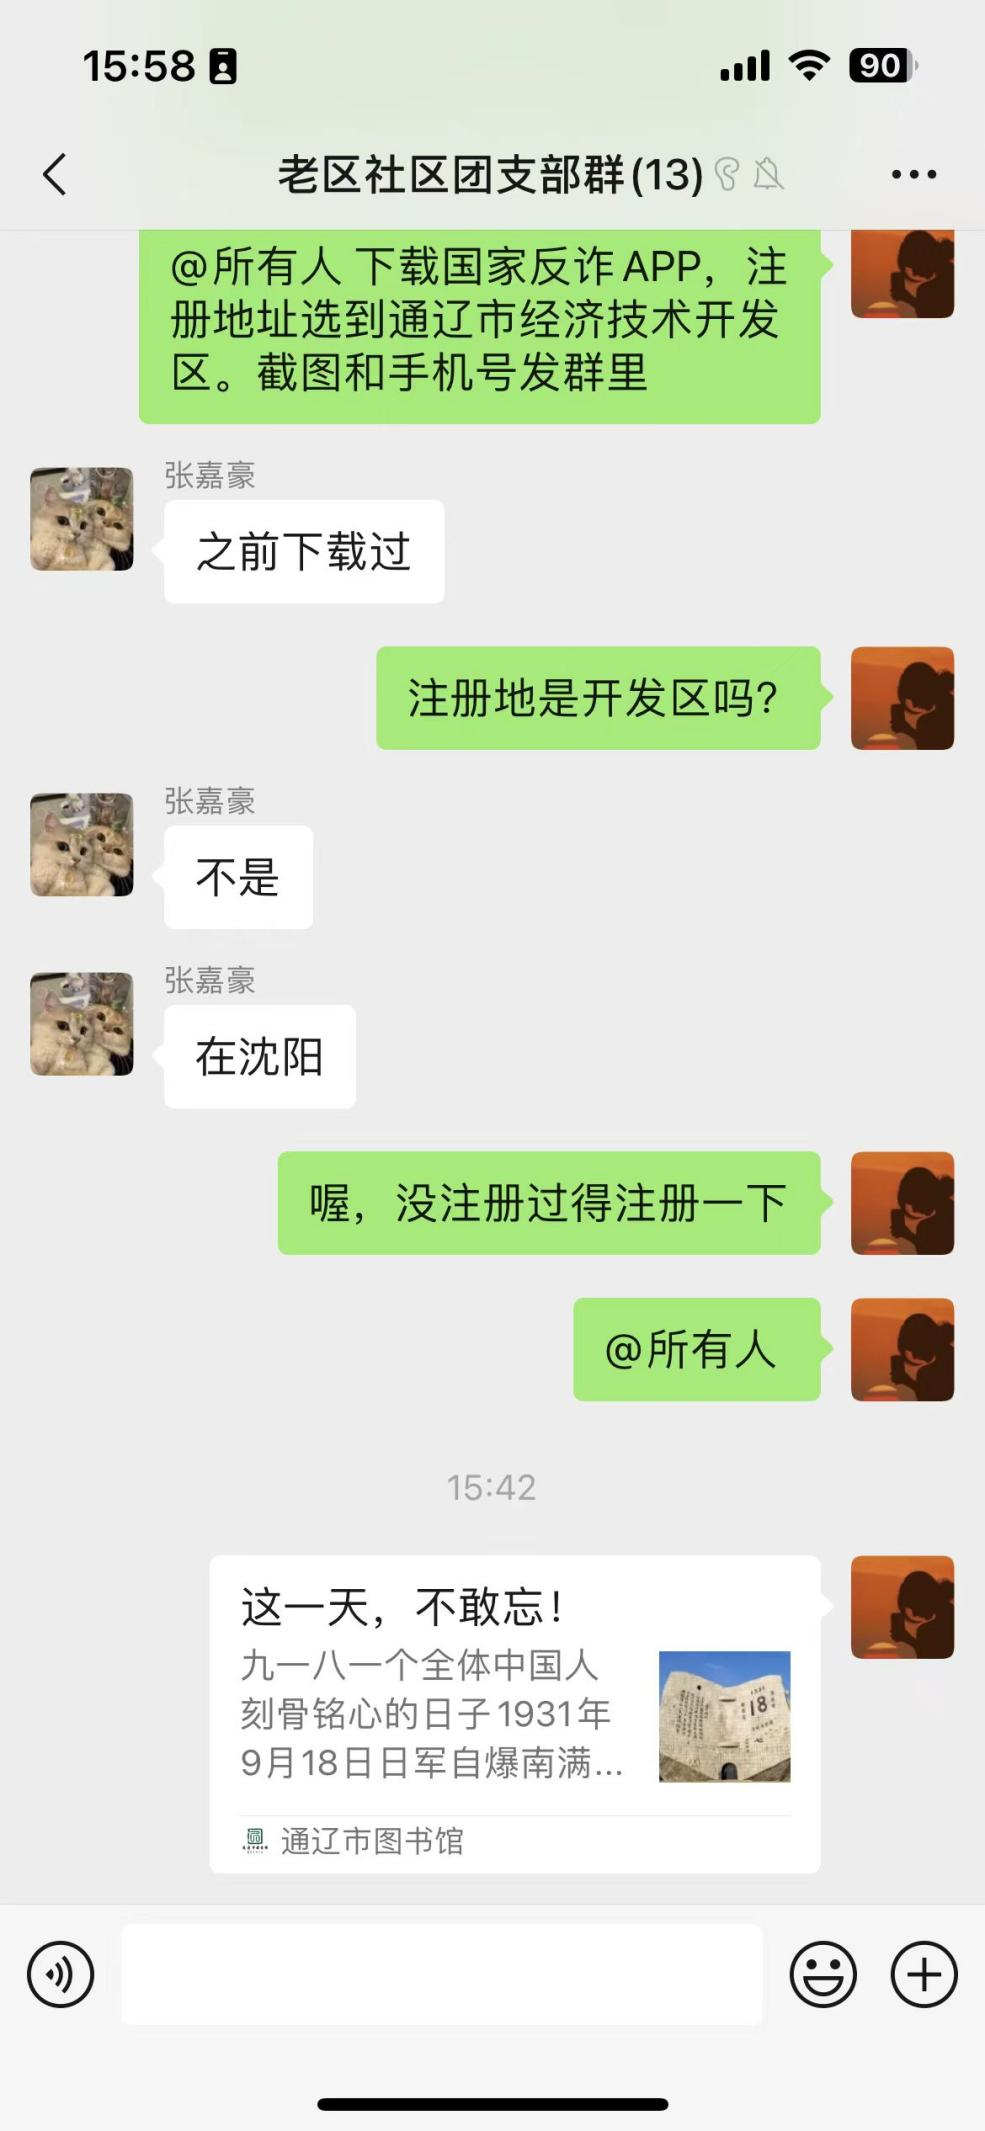 15:58
90
老区社区团支部群(13)
@所有人 下载国家反诈APP，注
册地址选到通辽市经济技术开发
区。截图和手机号发群里
张嘉豪
之前下载过
注册地是开发区吗?
张嘉豪
不是
张嘉豪
在沈阳
喔，没注册过得注册一下
@所有人
15:42
这一天，不敢忘！
九一八一个全体中国人
刻骨铭心的日子1931年
9月18日日军自爆南满...
18
通辽市图书馆